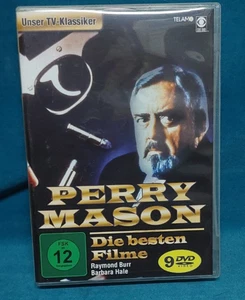 Unser TV-Klassiker
TELAMO
PERRY
MASON
Die besten
Filme
Raymond Burr
Barbara Hale
FSK
12
9 DVD